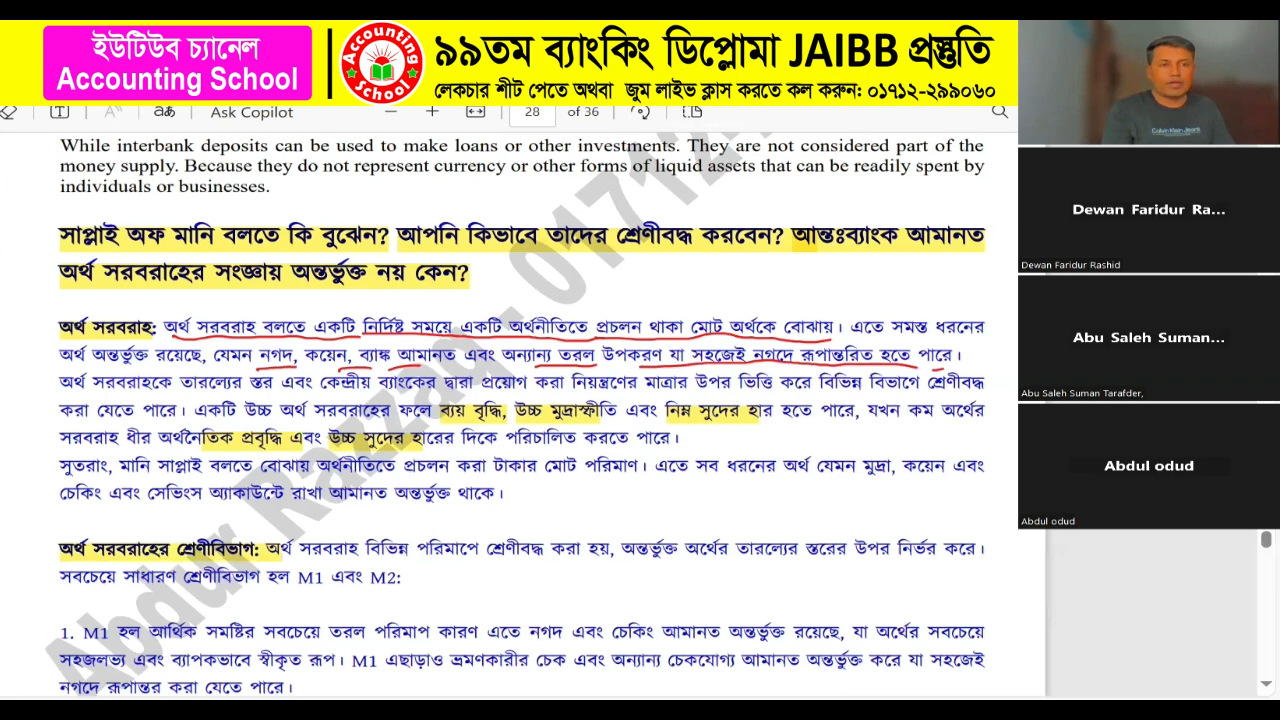 ইউটিউব চ্যানেল
Accounting School
Accounting
School
৯৯তম ব্যাংকিং ডিপ্লোমা JAIBB প্রস্তুতি
লেকচার শীট পেতে অথবা জুম লাইভ ক্লাস করতে কল করুন: ০১৭১২-২৯৯০৬০
Ask Copilot
28
of 36
While interbank deposits can be used to make loans or other investments. They are not considered part of the
money supply. Because they do not represent currency or other forms of liquid assets that can be readily spent by
individuals or businesses.
সাপ্লাই অফ মানি বলতে কি বুঝেন? আপনি কিভাবে তাদের শ্রেণীবদ্ধ করবেন? আন্তঃব্যাংক আমানত
অর্থ সরবরাহের সংজ্ঞায় অন্তর্ভুক্ত নয় কেন?
অর্থ সরবরাহ: অর্থ সরবরাহ বলতে একটি নির্দিষ্ট সময়ে একটি অর্থনীতিতে প্রচলন থাকা মোট অর্থকে বোঝায়। এতে সমস্ত ধরনের
অর্থ অন্তর্ভুক্ত রয়েছে, যেমন নগদ, কয়েন, ব্যাঙ্ক আমানত এবং অন্যান্য তরল উপকরণ যা সহজেই নগদে রূপান্তরিত হতে পারে।
অর্থ সরবরাহকে তারল্যের স্তর এবং কেন্দ্রীয় ব্যাংকের দ্বারা প্রয়োগ করা নিয়ন্ত্রণের মাত্রার উপর ভিত্তি করে বিভিন্ন বিভাগে শ্রেণীবদ্ধ
করা যেতে পারে। একটি উচ্চ অর্থ সরবরাহের ফলে ব্যয় বৃদ্ধি, উচ্চ মুদ্রাস্ফীতি এবং নিম্ন সুদের হার হতে পারে, যখন কম অর্থের
সরবরাহ ধীর অর্থনৈতিক প্রবৃদ্ধি এবং উচ্চ সুদের হারের দিকে পরিচালিত করতে পারে।
সুতরাং, মানি সাপ্লাই বলতে বোঝায় অর্থনীতিতে প্রচলন করা টাকার মোট পরিমাণ। এতে সব ধরনের অর্থ যেমন মুদ্রা, কয়েন এবং
চেকিং এবং সেভিংস অ্যাকাউন্টে রাখা আমানত অন্তর্ভুক্ত থাকে।
অর্থ সরবরাহের শ্রেণীবিভাগ: অর্থ সরবরাহ বিভিন্ন পরিমাপে শ্রেণীবদ্ধ করা হয়, অন্তর্ভুক্ত অর্থের তারল্যের স্তরের উপর নির্ভর করে।
সবচেয়ে সাধারণ শ্রেণীবিভাগ হল M1 এবং M2:
1. M1 হল আর্থিক সমষ্টির সবচেয়ে তরল পরিমাপ কারণ এতে নগদ এবং চেকিং আমানত অন্তর্ভুক্ত রয়েছে, যা অর্থের সবচেয়ে
সহজলভ্য এবং ব্যাপকভাবে স্বীকৃত রূপ। M1 এছাড়াও ভ্রমণকারীর চেক এবং অন্যান্য চেকযোগ্য আমানত অন্তর্ভুক্ত করে যা সহজেই
নগদে রূপান্তর করা যেতে পারে।
Abdur Razzaq - 01712
Calvin Klein Jeans
Dewan Faridur Ra...
Dewan Faridur Rashid
Abu Saleh Suman...
Abu Saleh Suman Tarafder,
Abdul odud
Abdul odud